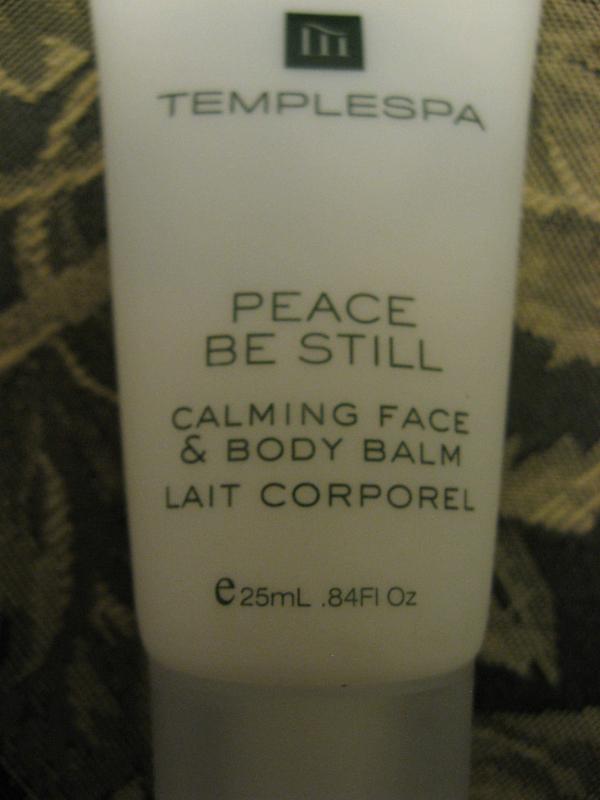 TEMPLESPA
PEACE
BE STILL
CALMING FACE
& BODY BALM
LAIT CORPOREL
e 25mL .84Fl Oz